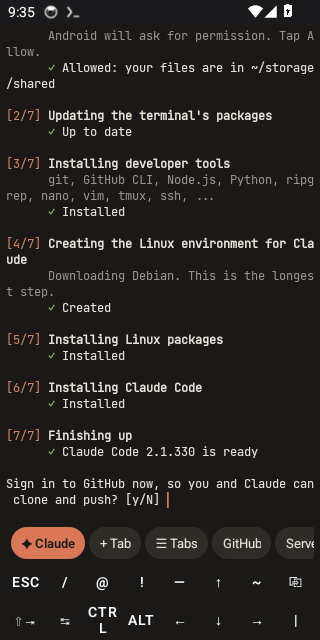 9:35
Android will ask for permission. Tap A
llow.
✓ Allowed: your files are in ~/storage
/shared
[2/7] Updating the terminal's packages
✓ Up to date
[3/7] Installing developer tools
git, GitHub CLI, Node.js, Python, ripg
rep, nano, vim, tmux, ssh, ...
✓ Installed
[4/7] Creating the Linux environment for Cla
ude
Downloading Debian. This is the longes
t step.
✓ Created
[5/7] Installing Linux packages
✓ Installed
[6/7] Installing Claude Code
✓ Installed
[7/7] Finishing up
✓ Claude Code 2.1.330 is ready
Sign in to GitHub now, so you and Claude can
clone and push? [y/N]
✦ Claude + Tab ☰ Tabs GitHub Serve
ESC / @ ! — ↑ ~
⇧⇥ ↹ CTRL ALT ← ↓ → |